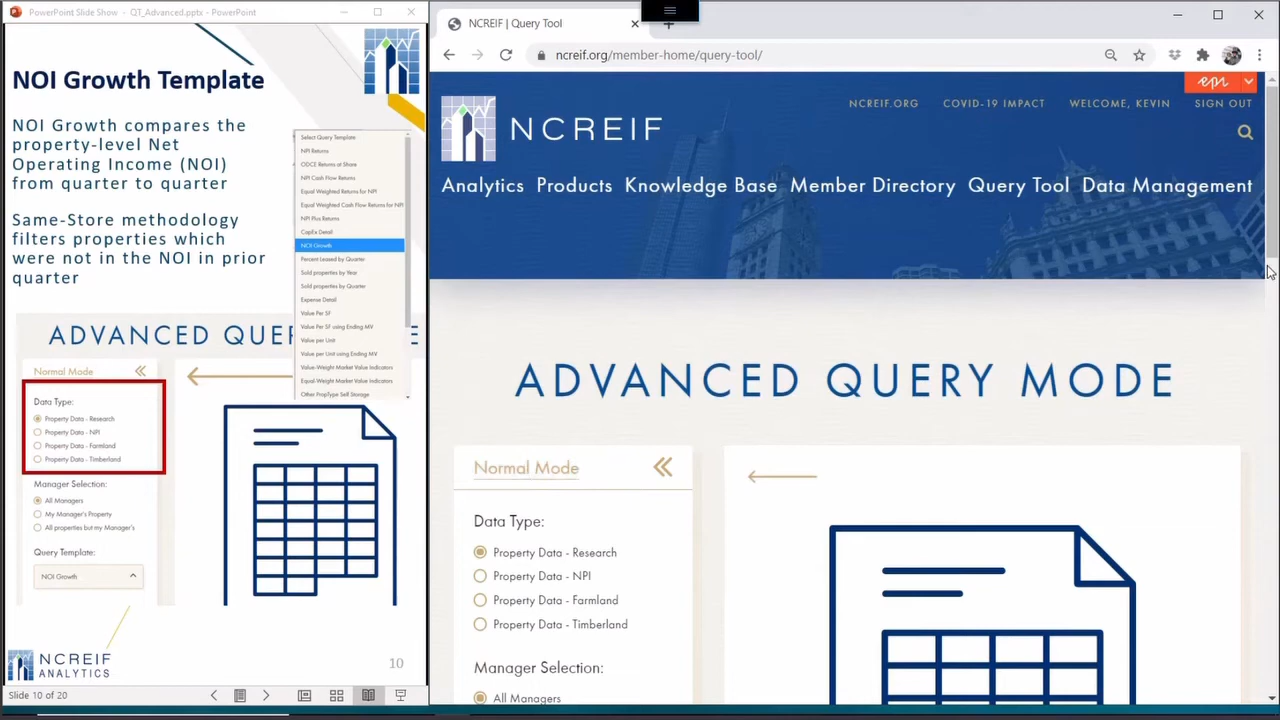 PowerPoint Slide Show - QT_Advanced.pptx - PowerPoint
NOI Growth Template
NOI Growth compares the
property-level Net
Operating Income (NOI)
from quarter to quarter
Same-Store methodology
filters properties which
were not in the NOI in prior
quarter
Select Query Template
NPI Returns
ODCE Returns at Share
NPI Cash Flow Returns
Equal Weighted Returns for NPI
Equal Weighted Cash Flow Returns for NPI
NPI Plus Returns
CapEx Detail
NOI Growth
Percent Leased by Quarter
Sold properties by Year
Sold properties by Quarter
Expense Detail
Value Per SF
Value Per SF using Ending MV
Value per Unit
Value per Unit using Ending MV
Value-Weight Market Value Indicators
Equal-Weight Market Value Indicators
Other PropType Self Storage
ADVANCED QUE
Normal Mode
Data Type:
Property Data - Research
Property Data - NPI
Property Data - Farmland
Property Data - Timberland
Manager Selection:
All Managers
My Manager's Property
All properties but my Manager's
Query Template:
NOI Growth
NCREIF
ANALYTICS
10
Slide 10 of 20
NCREIF | Query Tool
ncreif.org/member-home/query-tool/
epi
NCREIF.ORG
COVID-19 IMPACT
WELCOME, KEVIN
SIGN OUT
NCREIF
Analytics Products Knowledge Ba Member Directory Query Tool Data Management
ADVANCED QUERY MODE
Normal Mode
Data Type:
Property Data - Research
Property Data - NPI
Property Data - Farmland
Property Data - Timberland
Manager Selection:
All Managers